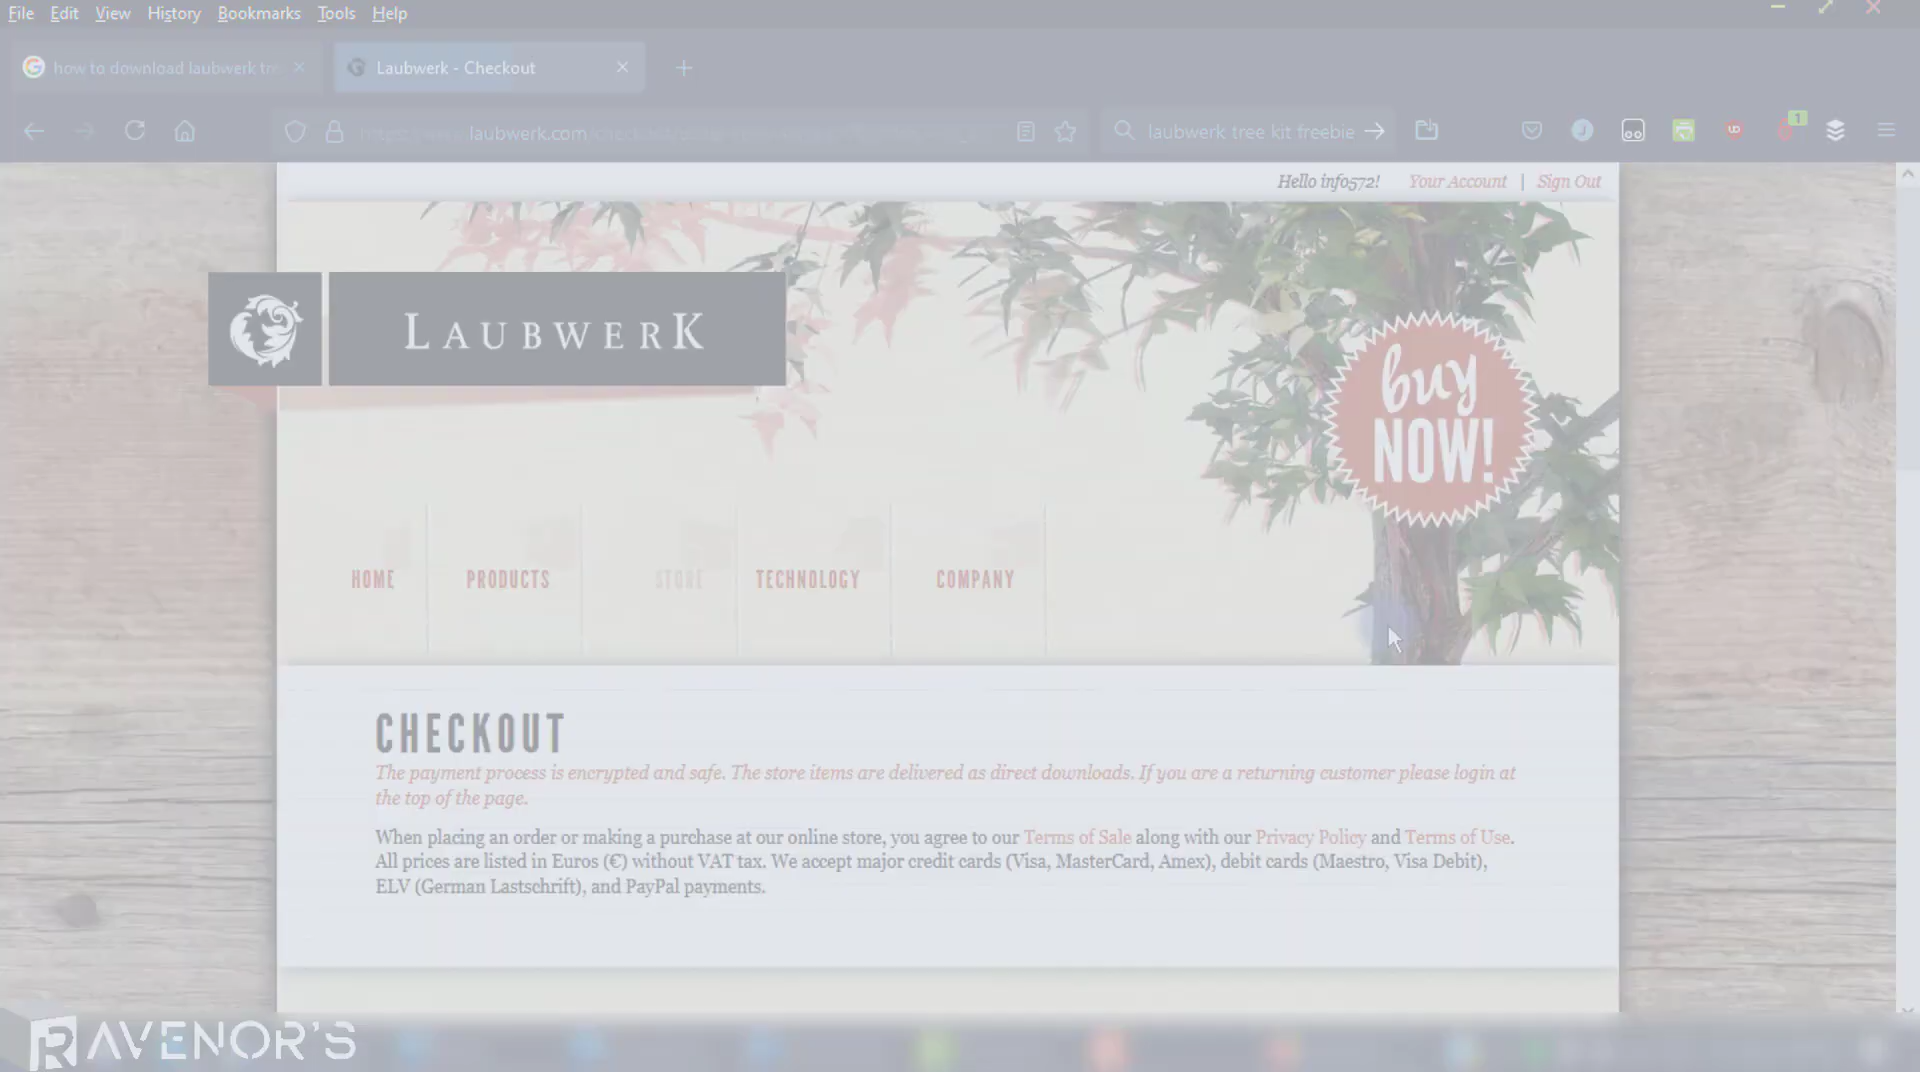 File Edit View History Bookmarks Tools Help
how to download laubwerk tre
Laubwerk - Checkout
laubwerk.com
laubwerk tree kit freebie
1
Hello info572! Your Account | Sign Out
LAUBWERK
buy
NOW!
HOME PRODUCTS STORE TECHNOLOGY COMPANY
CHECKOUT
The payment process is encrypted and safe. The store items are delivered as direct downloads. If you are a returning customer please login at
the top of the page.
When placing an order or making a purchase at our online store, you agree to our Terms of Sale along with our Privacy Policy and Terms of Use.
All prices are listed in Euros (€) without VAT tax. We accept major credit cards (Visa, MasterCard, Amex), debit cards (Maestro, Visa Debit),
ELV (German Lastschrift), and PayPal payments.
RAVENOR'S